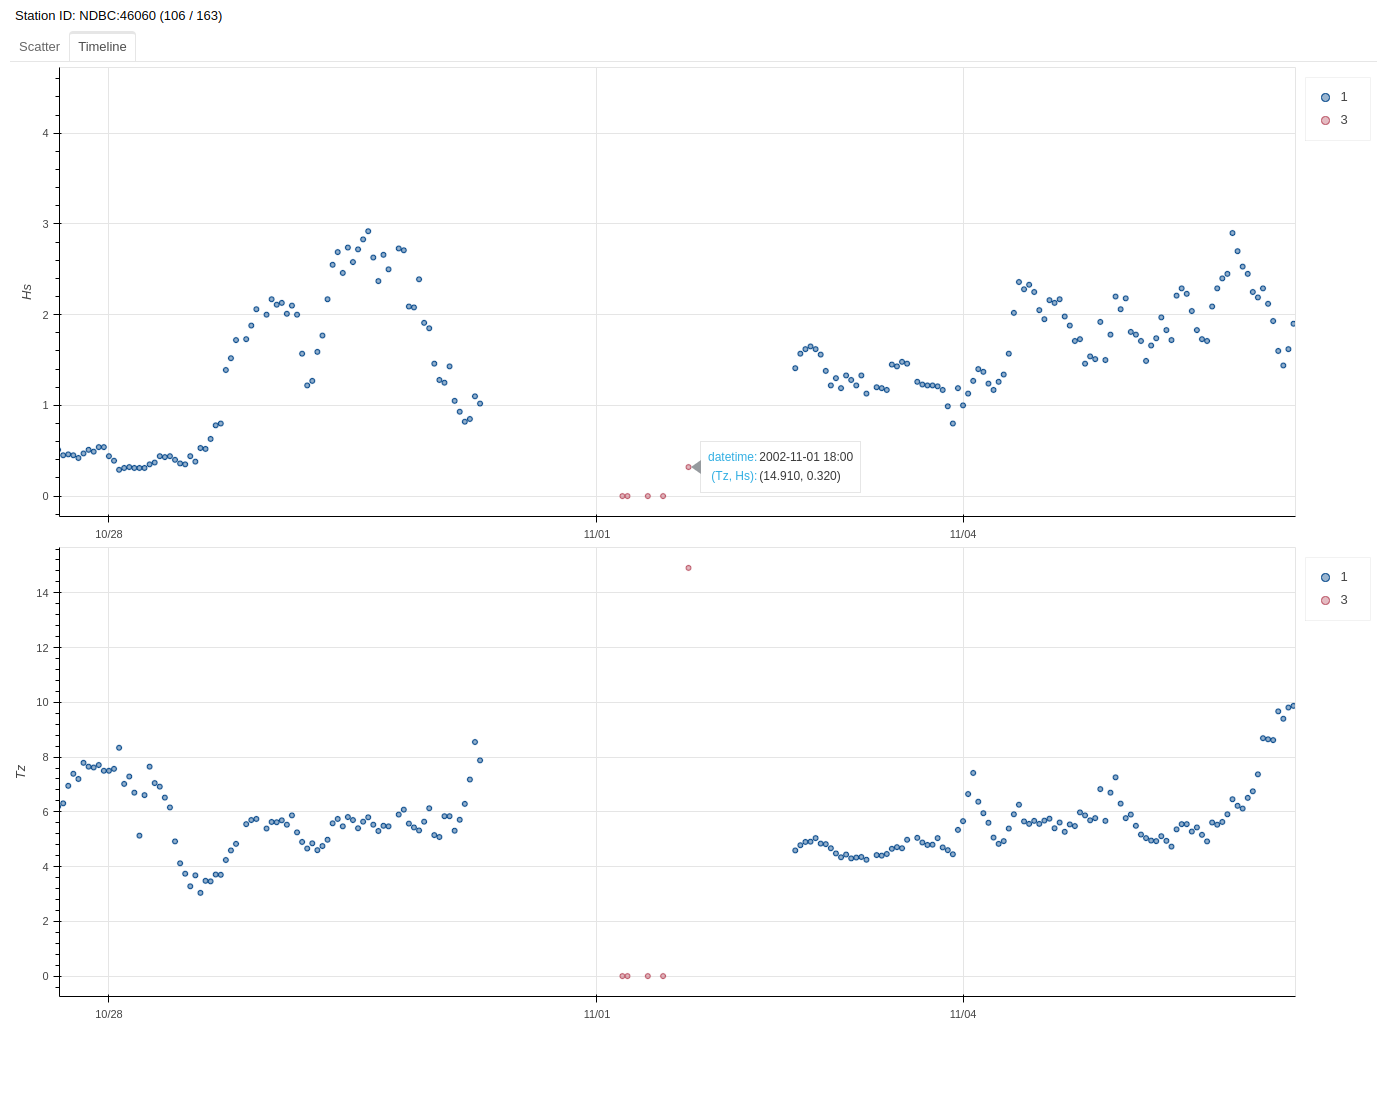 Station ID: NDBC:46060 (106 / 163)
Scatter Timeline
4
3
2
1
0
Hs
10/28 11/01 11/04
1
3
datetime: 2002-11-01 18:00
(Tz, Hs): (14.910, 0.320)
14
12
10
8
6
4
2
0
Tz
10/28 11/01 11/04
1
3